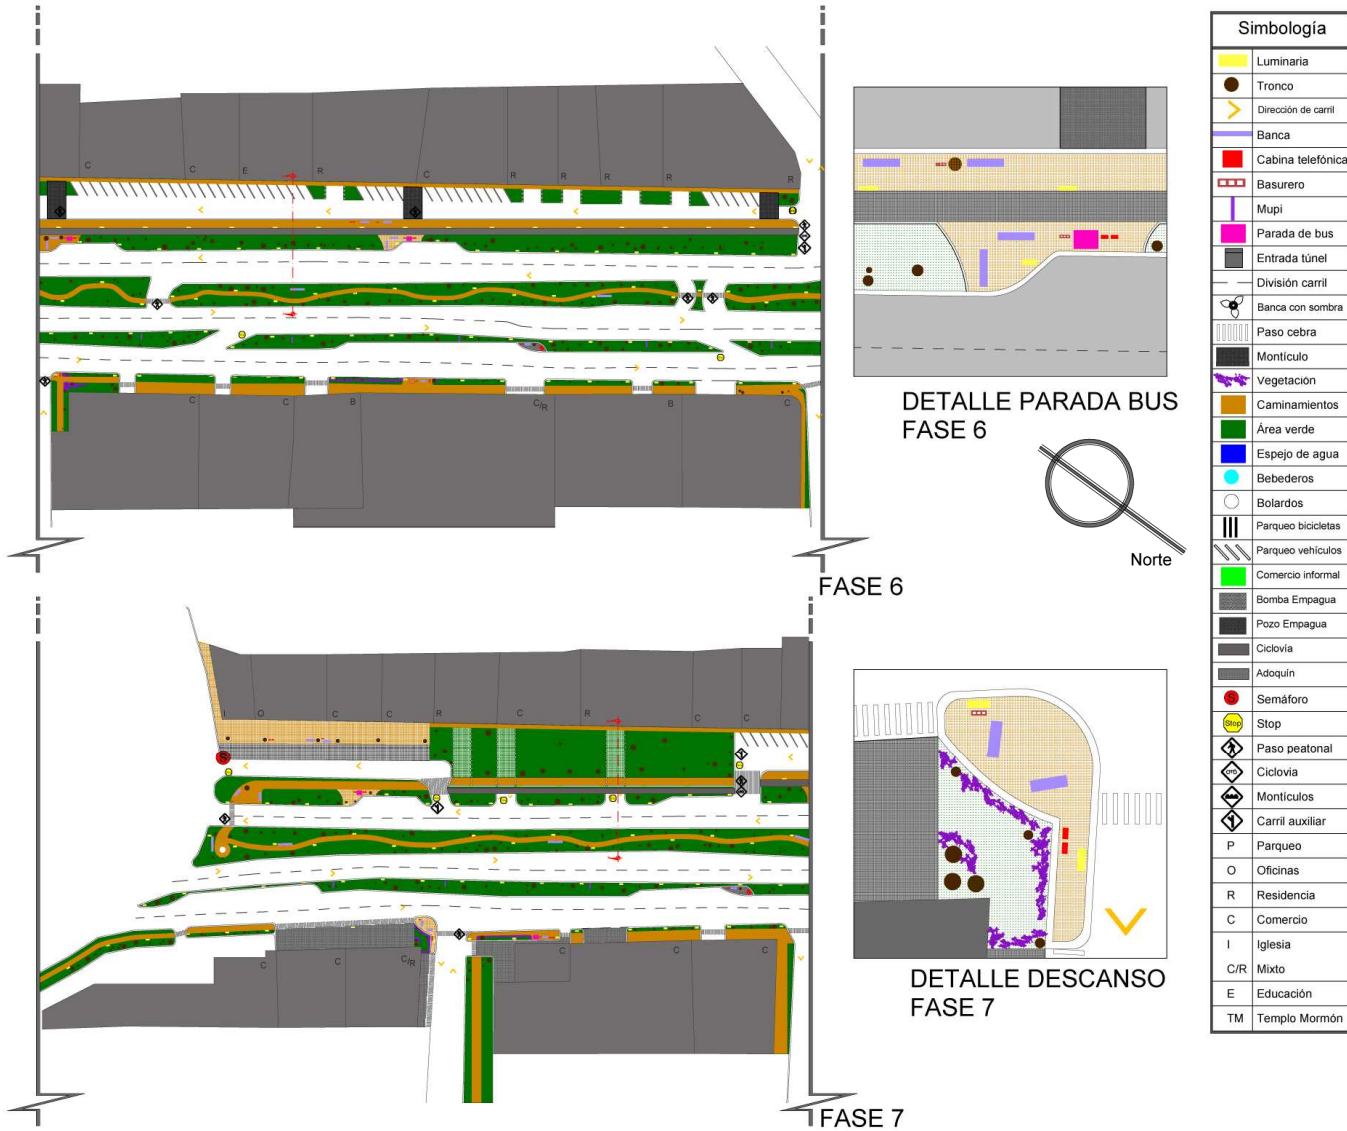 C
C
E
R
C
R
R
R
R
R
C
C
B
C/R
B
C
FASE 6
DETALLE PARADA BUS
FASE 6
Norte
I
O
C
C
R
C
R
C
C
S
C
C
C/R
C
C
C
FASE 7
DETALLE DESCANSO
FASE 7
Simbología
Luminaria
Tronco
Dirección de carril
Banca
Cabina telefónica
Basurero
Mupi
Parada de bus
Entrada túnel
División carril
Banca con sombra
Paso cebra
Montículo
Vegetación
Caminamientos
Área verde
Espejo de agua
Bebederos
Bolardos
Parqueo bicicletas
Parqueo vehículos
Comercio informal
Bomba Empagua
Pozo Empagua
Ciclovía
Adoquín
S Semáforo
Stop Stop
Paso peatonal
Ciclovia
Montículos
Carril auxiliar
P Parqueo
O Oficinas
R Residencia
C Comercio
I Iglesia
C/R Mixto
E Educación
TM Templo Mormón